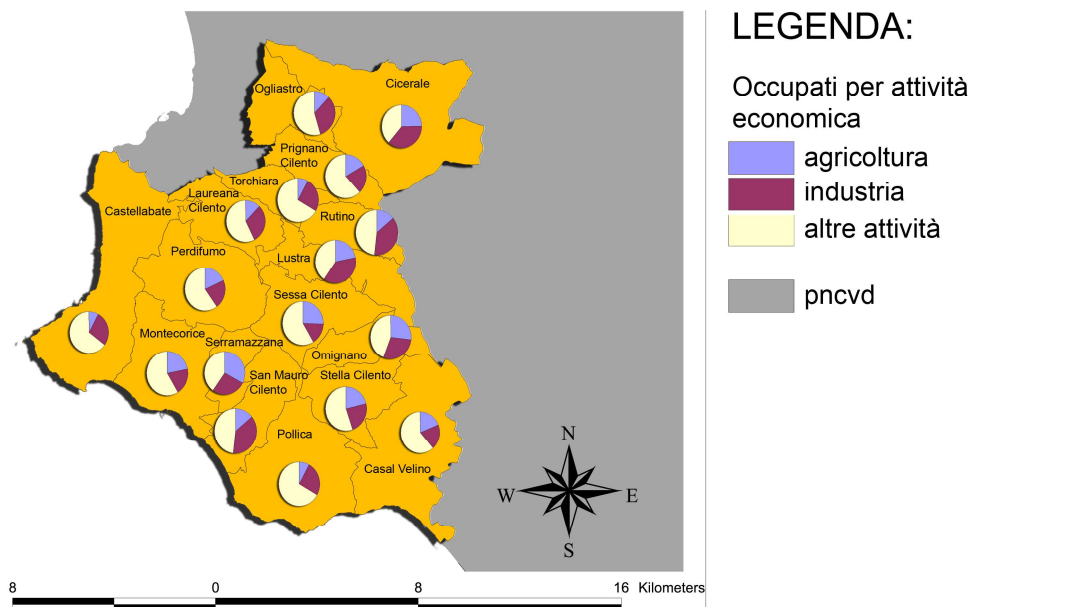 LEGENDA:
Occupati per attività
economica
agricoltura
industria
altre attività
pncvd
Ogliastro
Cicerale
Prignano
Cilento
Torchiara
Laureana
Cilento
Castellabate
Rutino
Perdifumo
Lustra
Sessa Cilento
Montecorice
Serramazzana
Omignano
San Mauro
Cilento
Stella Cilento
Pollica
Casal Velino
N
W
E
S
8 0 8 16 Kilometers